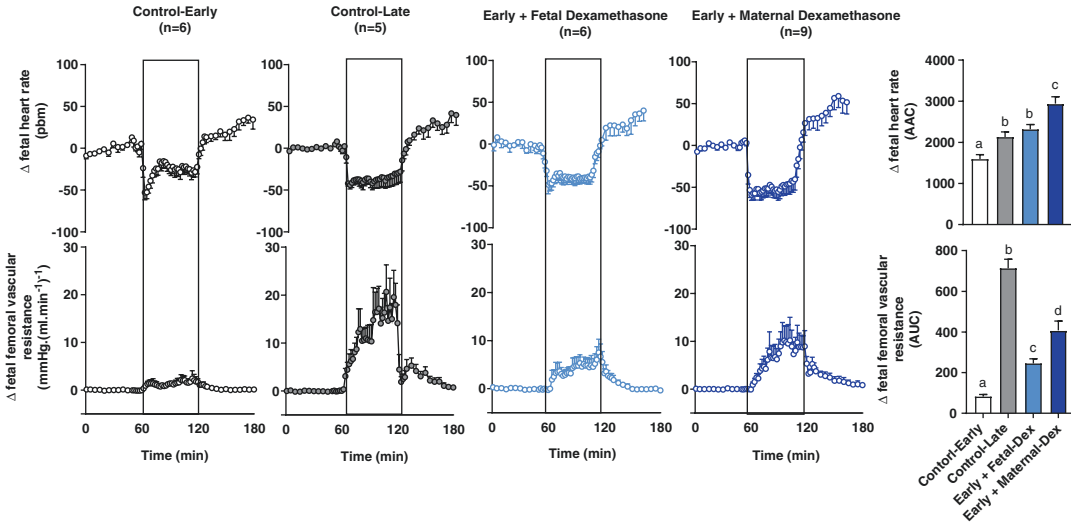 Control-Early
(n=6)
Control-Late
(n=5)
Early + Fetal Dexamethasone
(n=6)
Early + Maternal Dexamethasone
(n=9)
Δ fetal heart rate
(pbm)
100
50
0
-50
-100
100
50
0
-50
-100
100
50
0
-50
-100
100
50
0
-50
-100
Δ fetal heart rate
(AAC)
4000
3000
2000
1000
0
a
b
b
c
Δ fetal femoral vascular
resistance
(mmHg.(ml.min-1)-1)
30
20
10
0
30
20
10
0
30
20
10
0
30
20
10
0
0 60 120 180
Time (min)
0 60 120 180
Time (min)
0 60 120 180
Time (min)
0 60 120 180
Time (min)
Δ fetal femoral vascular
resistance
(AUC)
800
600
400
200
0
a
b
c
d
Contorl-Early
Control-Late
Early + Fetal-Dex
Early + Maternal-Dex